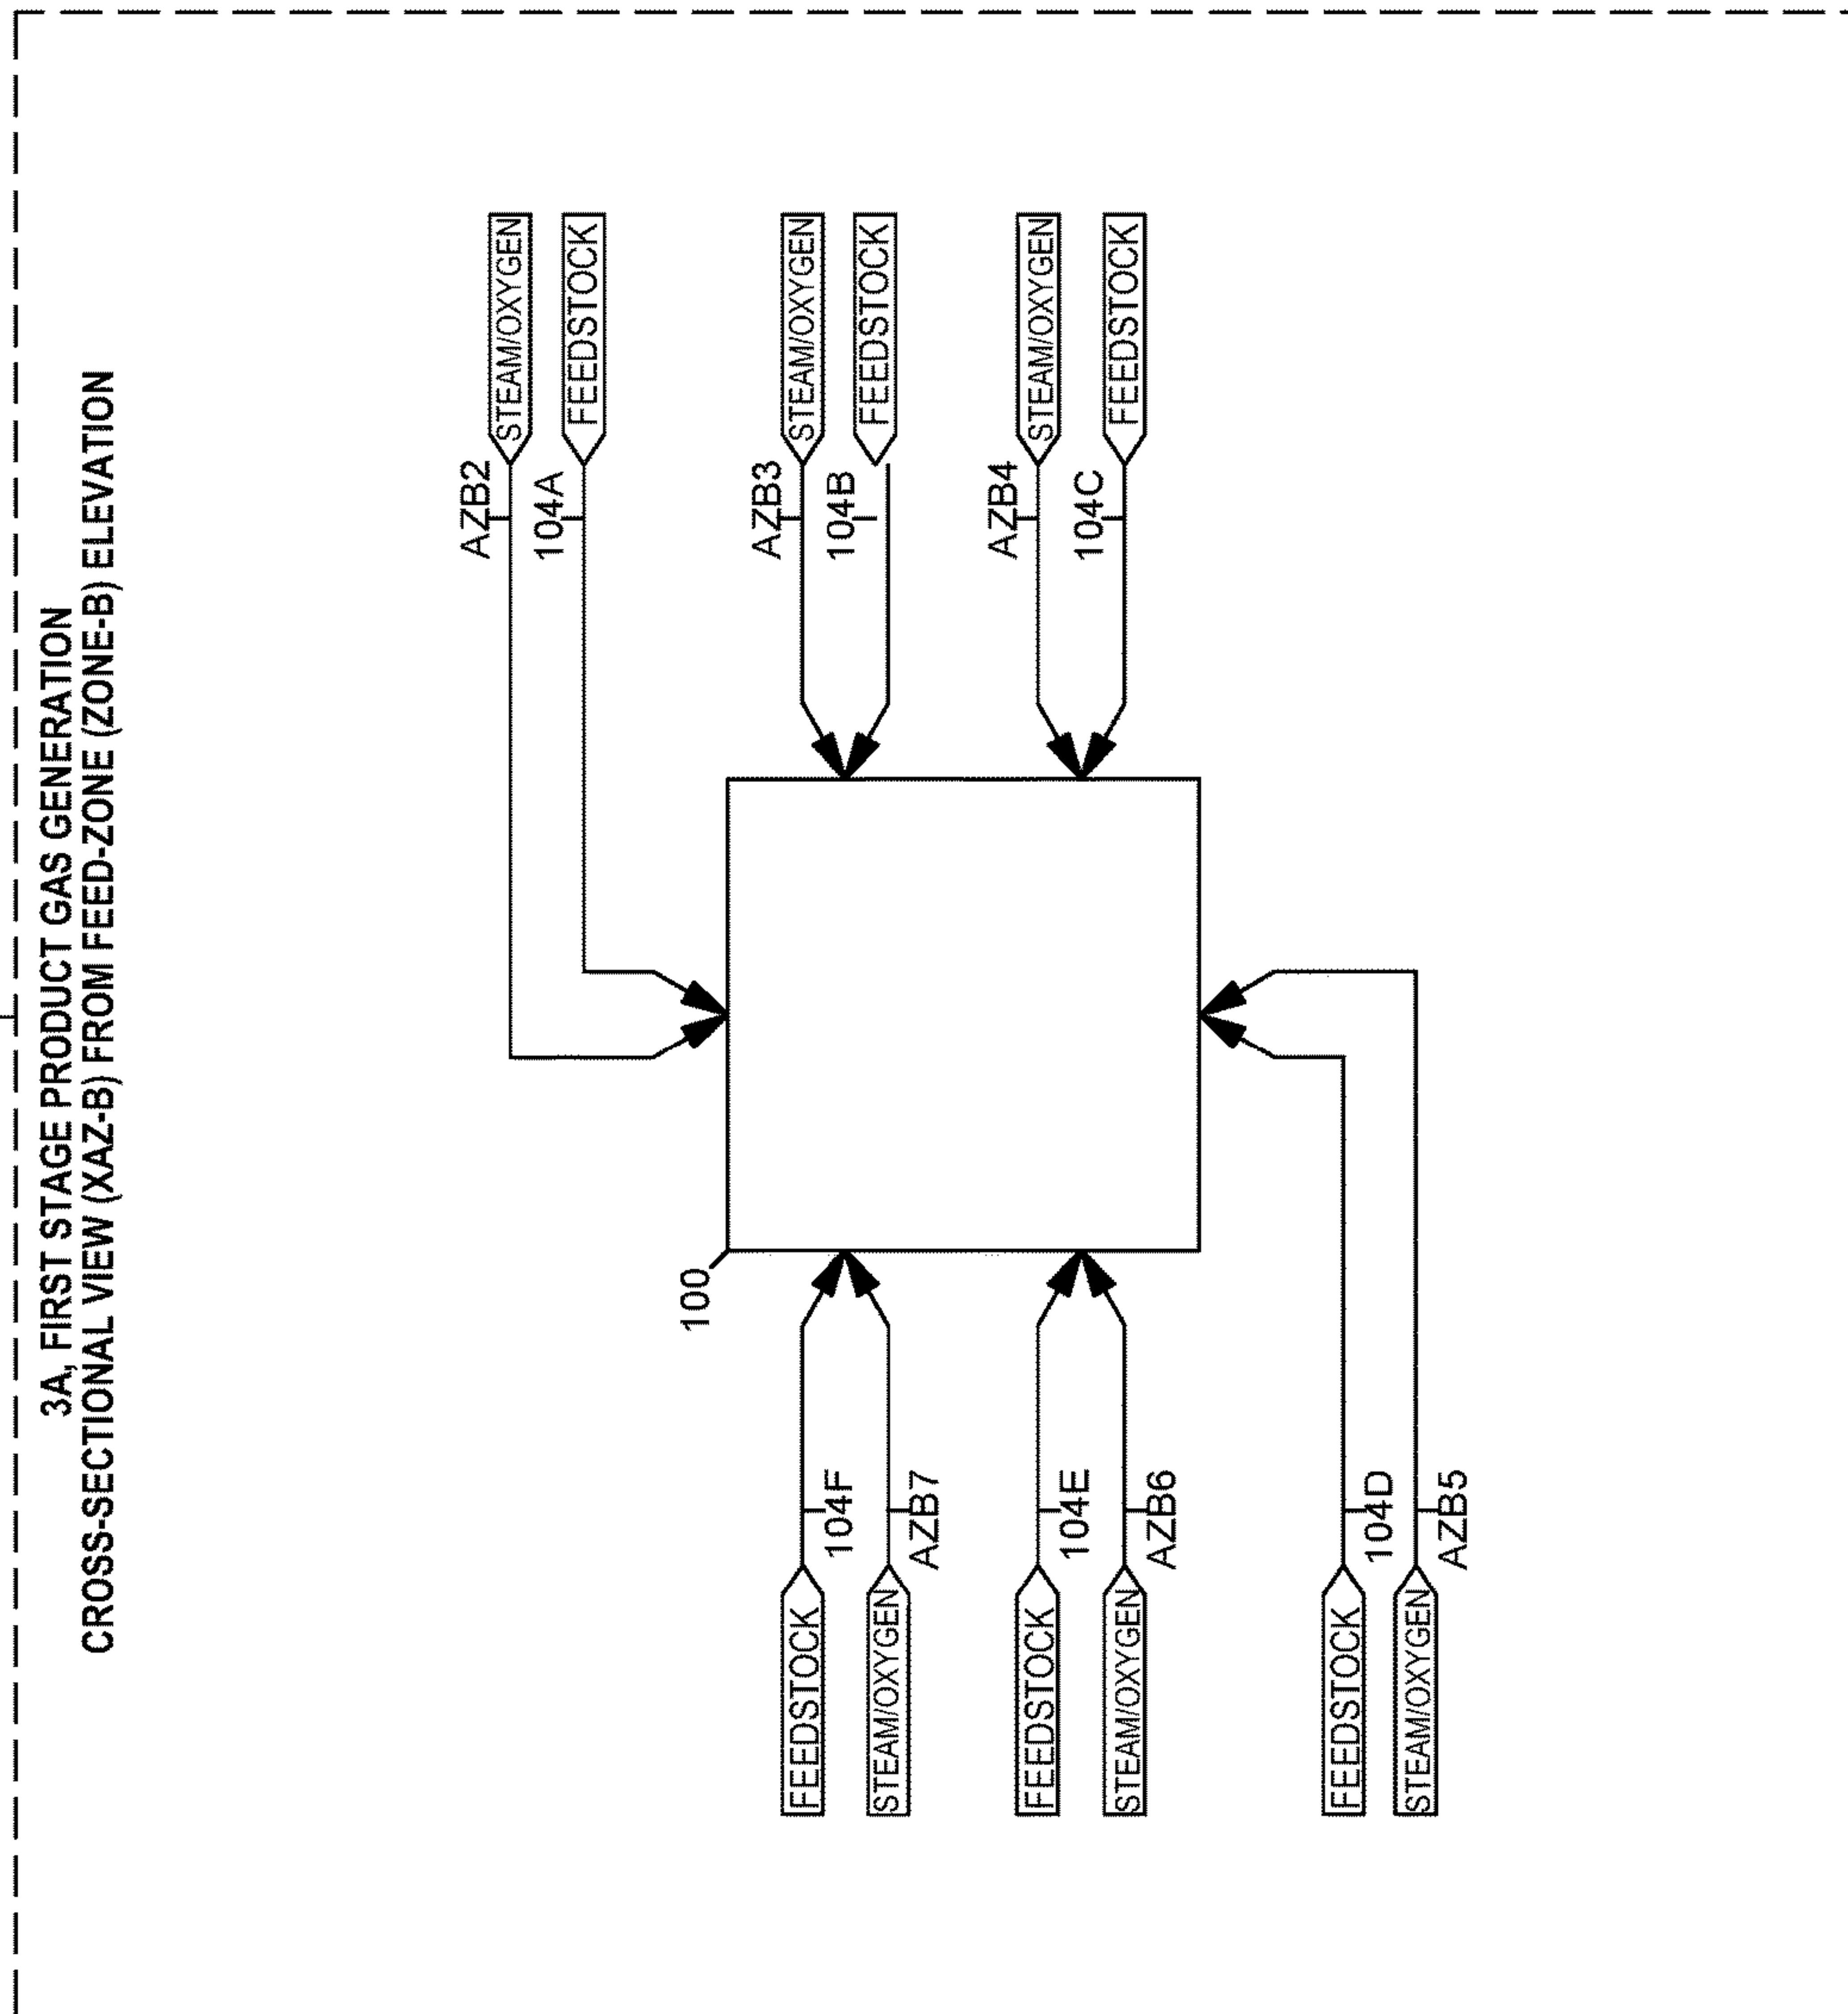 3A, FIRST STAGE PRODUCT GAS GENERATION
CROSS-SECTIONAL VIEW (XAZ-B) FROM FEED-ZONE (ZONE-B) ELEVATION
STEAM/OXYGEN
AZB2
FEEDSTOCK
104A
STEAM/OXYGEN
AZB3
FEEDSTOCK
104B
STEAM/OXYGEN
AZB4
FEEDSTOCK
104C
100
FEEDSTOCK
104F
STEAM/OXYGEN
AZB7
FEEDSTOCK
104E
STEAM/OXYGEN
AZB6
FEEDSTOCK
104D
STEAM/OXYGEN
AZB5